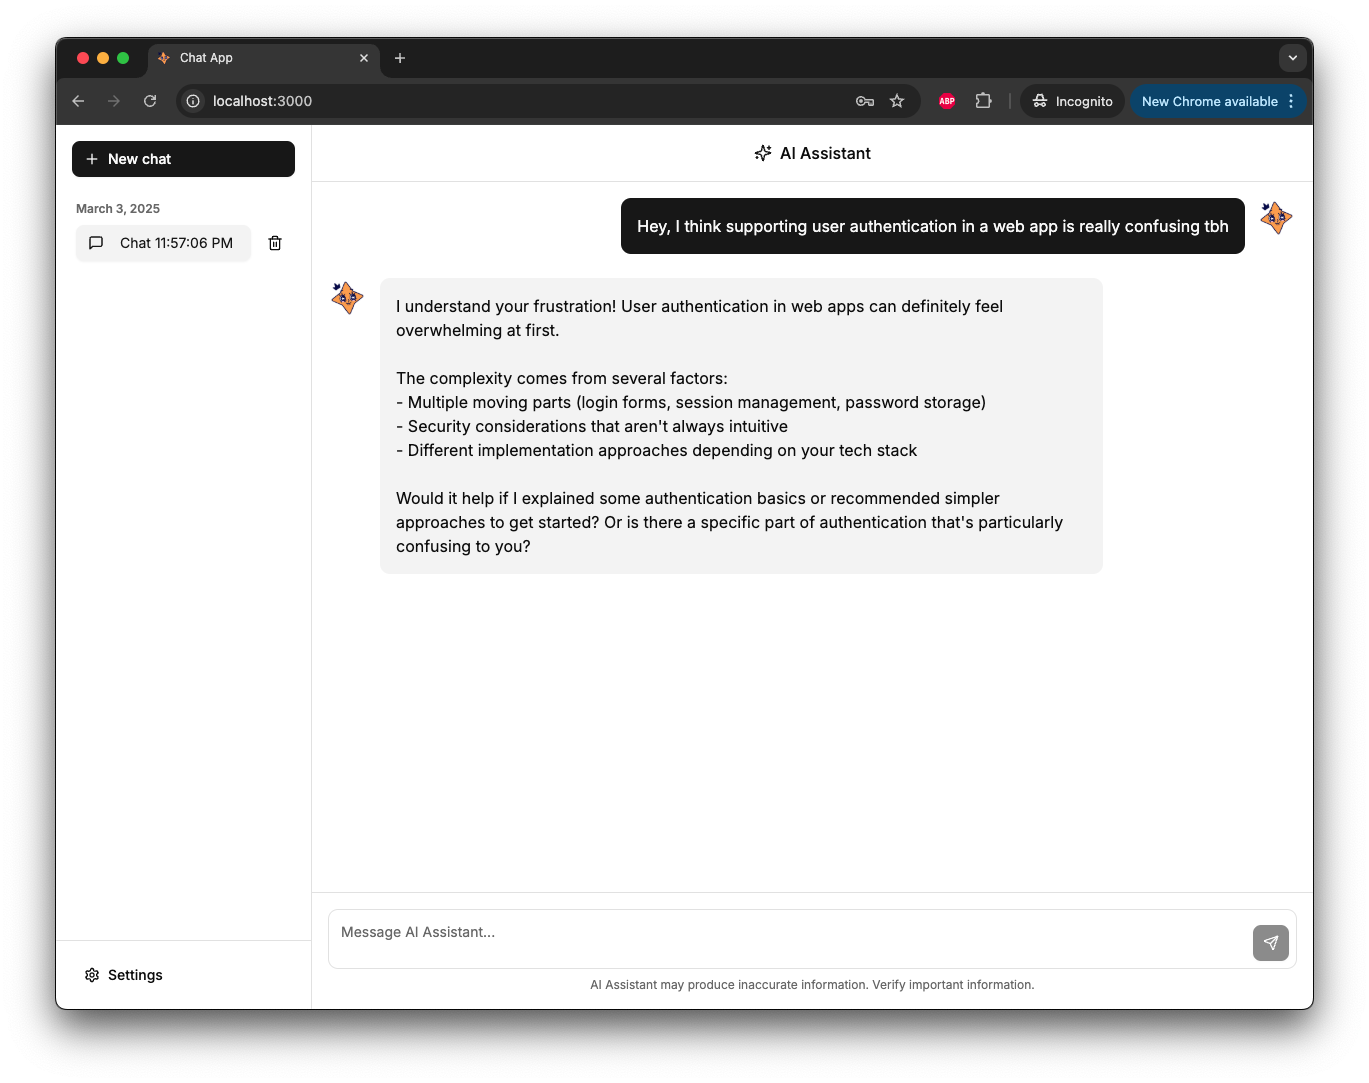 Chat App
localhost:3000
ABP
Incognito
New Chrome available
New chat
March 3, 2025
Chat 11:57:06 PM
Settings
AI Assistant
Hey, I think supporting user authentication in a web app is really confusing tbh
I understand your frustration! User authentication in web apps can definitely feel
overwhelming at first.
The complexity comes from several factors:
- Multiple moving parts (login forms, session management, password storage)
- Security considerations that aren't always intuitive
- Different implementation approaches depending on your tech stack
Would it help if I explained some authentication basics or recommended simpler
approaches to get started? Or is there a specific part of authentication that's particularly
confusing to you?
Message AI Assistant...
AI Assistant may produce inaccurate information. Verify important information.